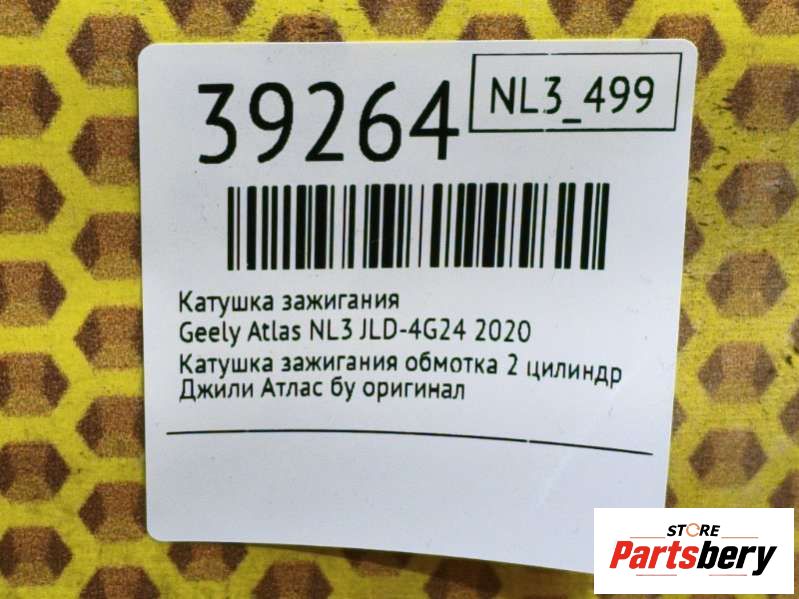 39264
NL3_499
Катушка зажигания
Geely Atlas NL3 JLD-4G24 2020
Катушка зажигания обмотка 2 цилиндр
Джили Атлас бу оригинал
STORE
Partsbery